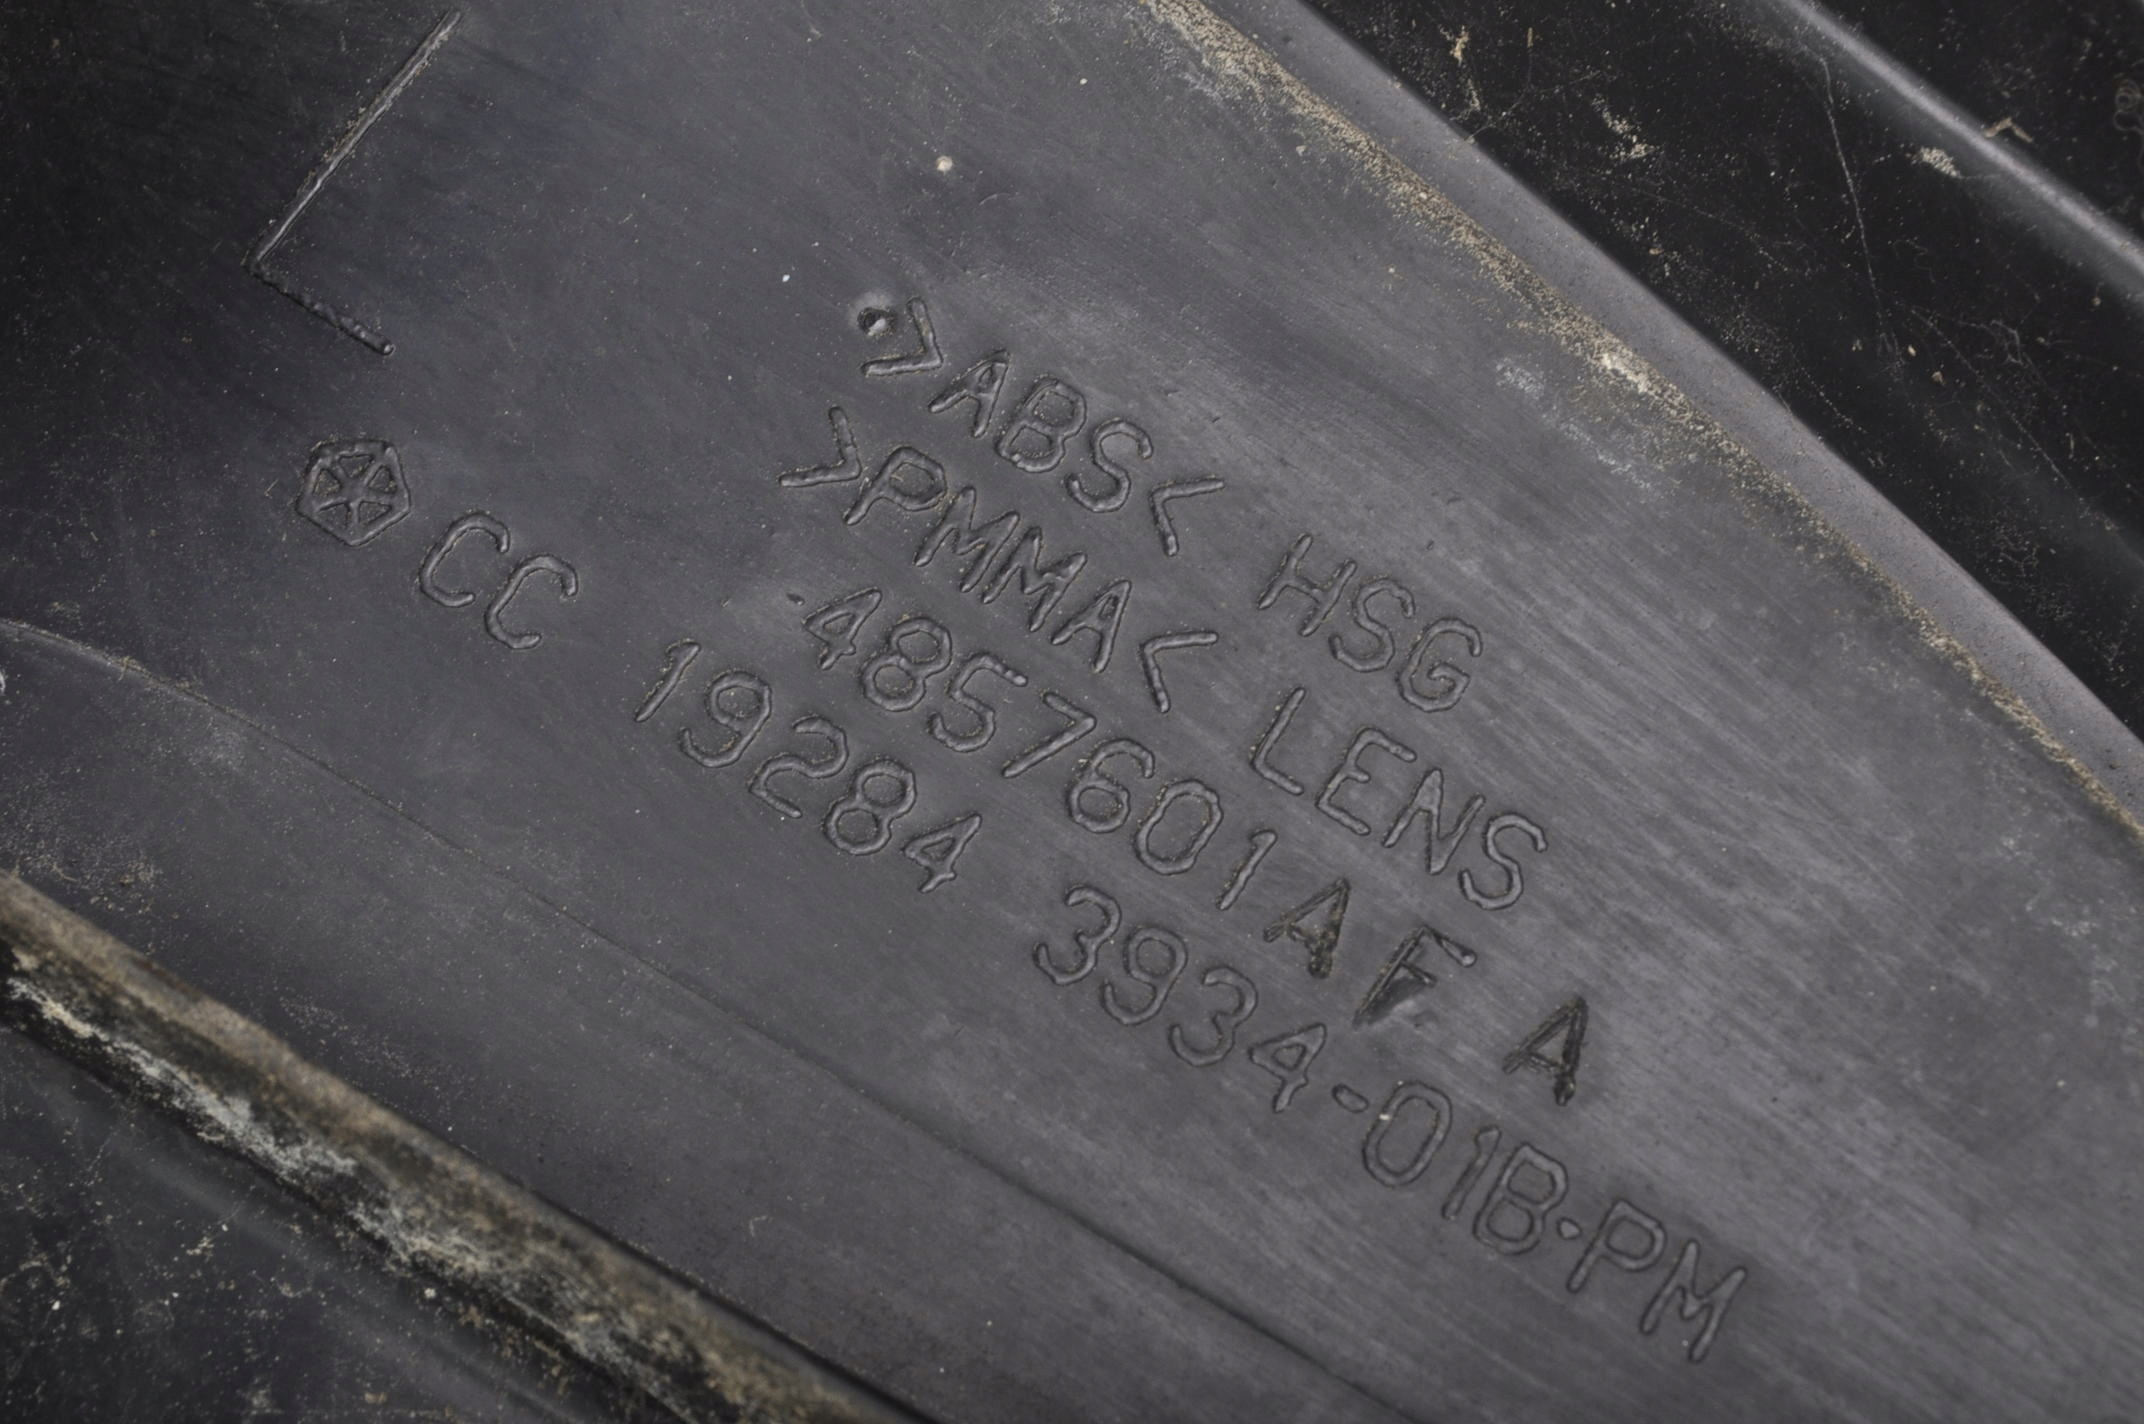 >ABS< HSG
>PMMA< LENS
4857601AF A
CC 19284 3934-01B-PM